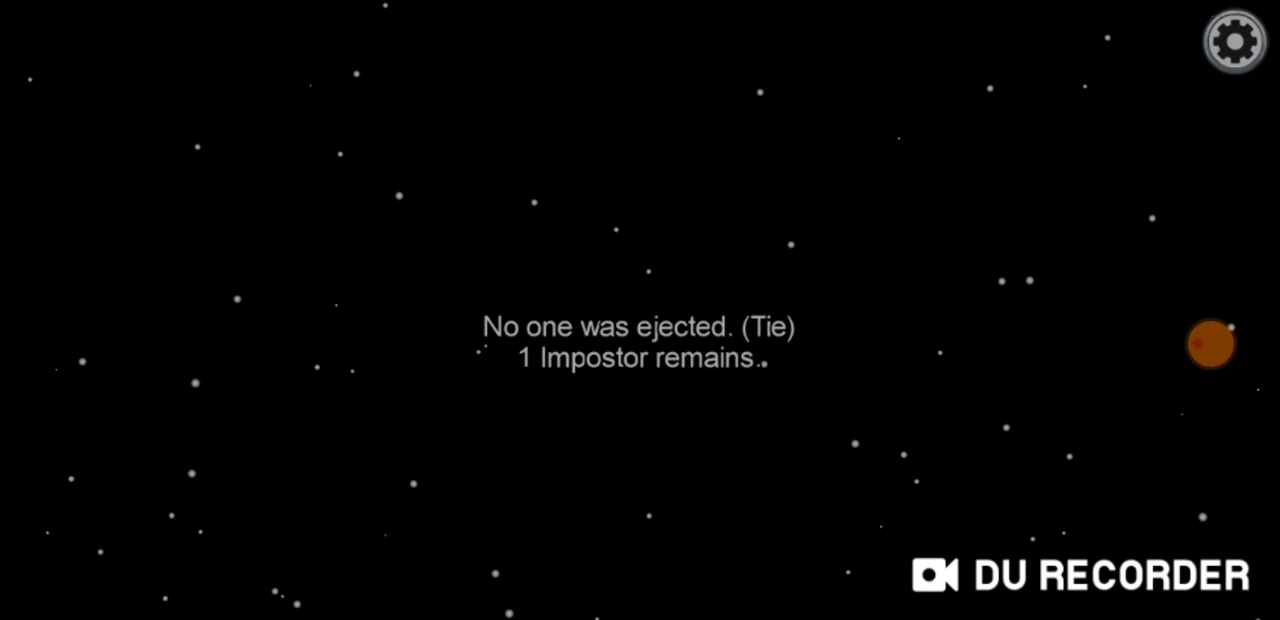 No one was ejected. (Tie)
1 Impostor remains.
DU RECORDER